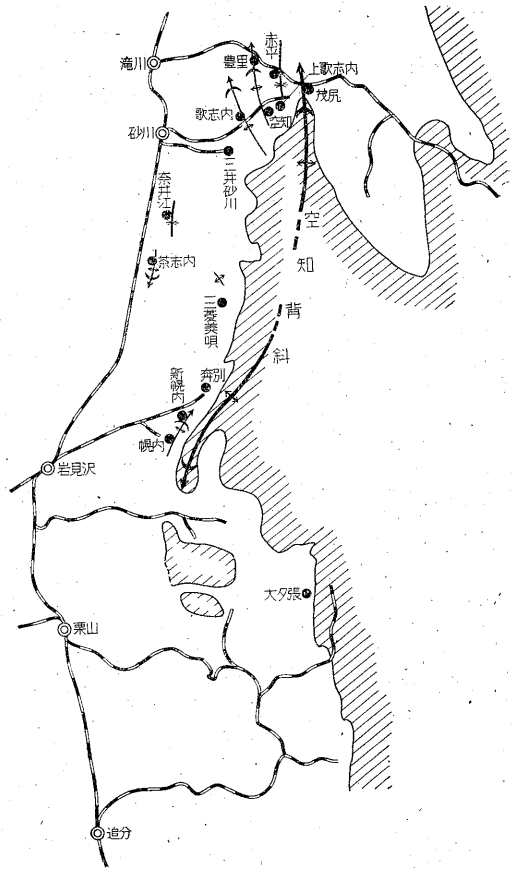 滝川
豊里
赤平
上歌志内
茂尻
歌志内
空知
砂川
三井砂川
奈井江
茶志内
空知背斜
三菱美唄
奔別
新幌内
幌内
岩見沢
大夕張
栗山
追分